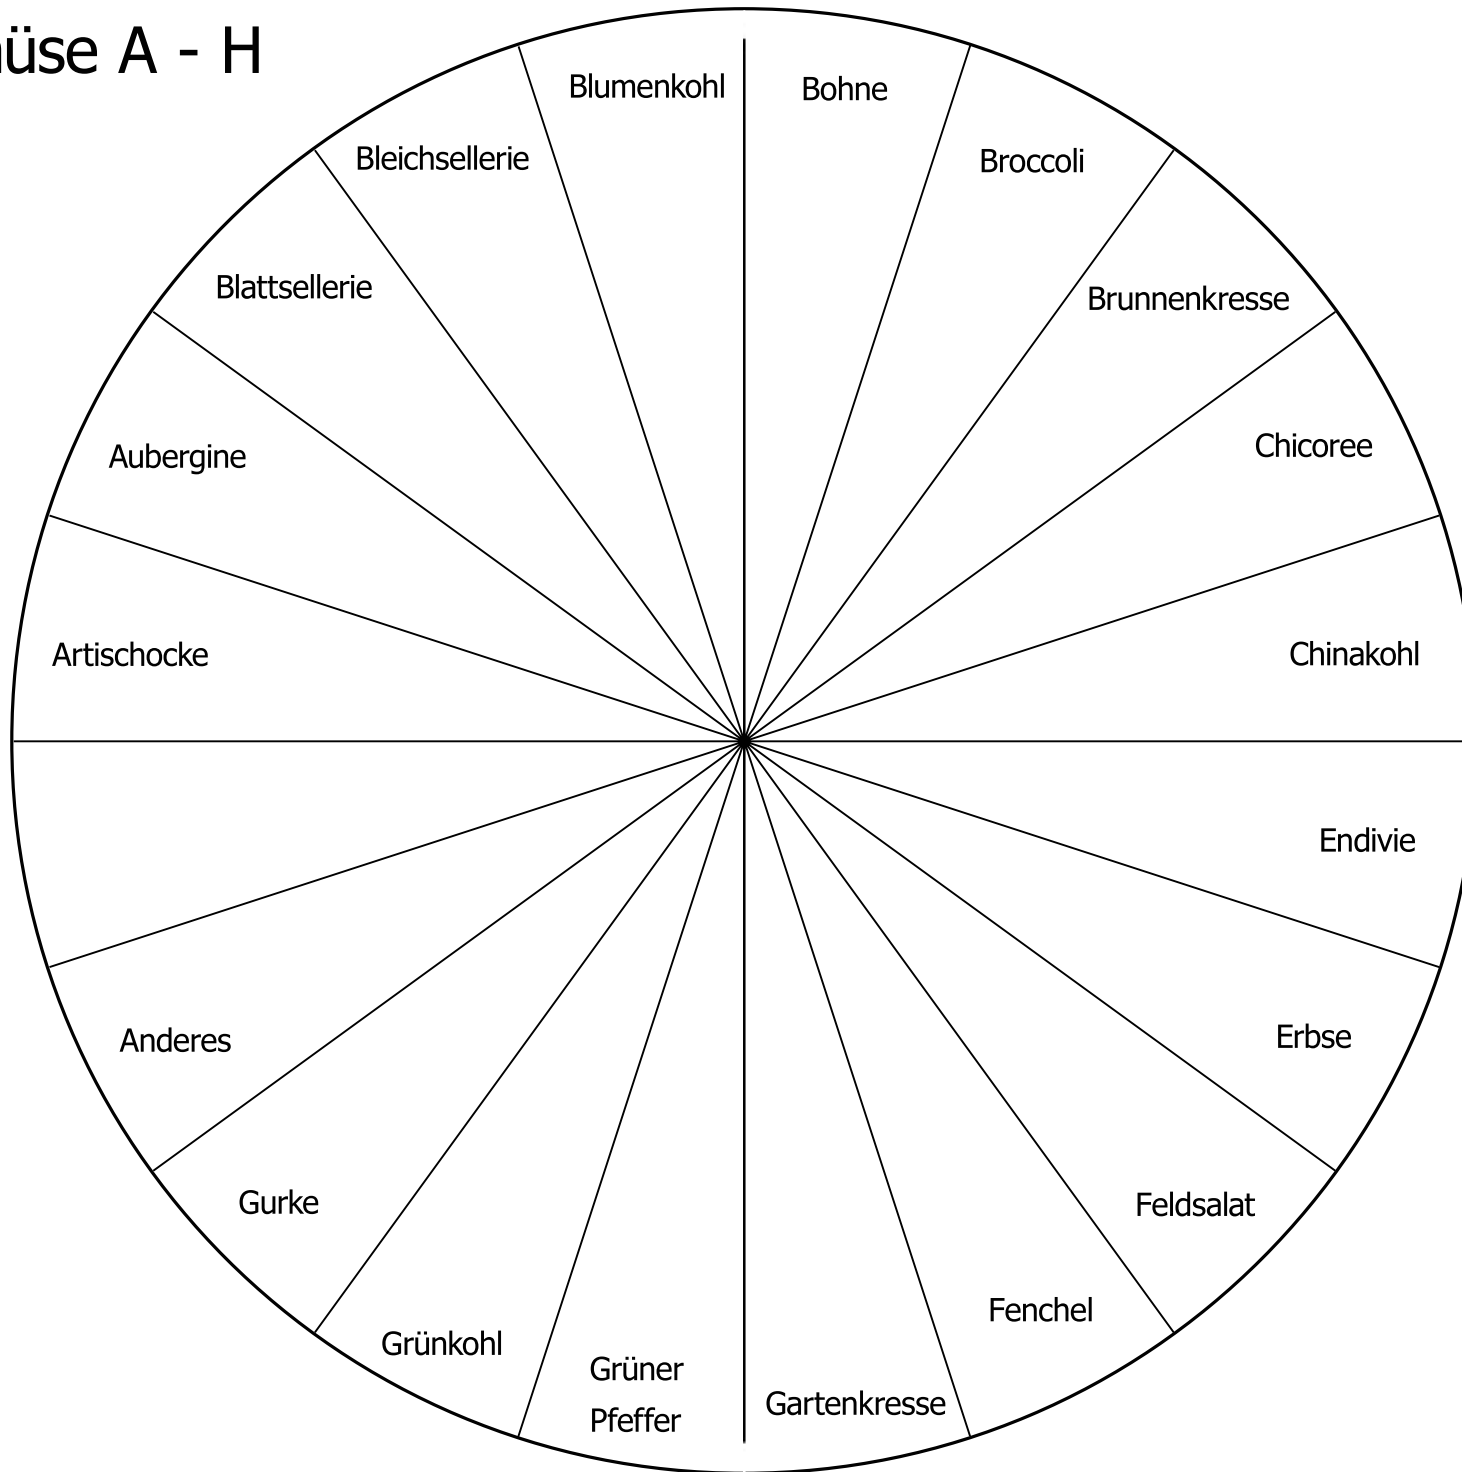 üse A - H
Blumenkohl
Bohne
Bleichsellerie
Broccoli
Blattsellerie
Brunnenkresse
Aubergine
Chicoree
Artischocke
Chinakohl
Endivie
Anderes
Erbse
Gurke
Feldsalat
Grünkohl
Fenchel
Grüner
Pfeffer
Gartenkresse